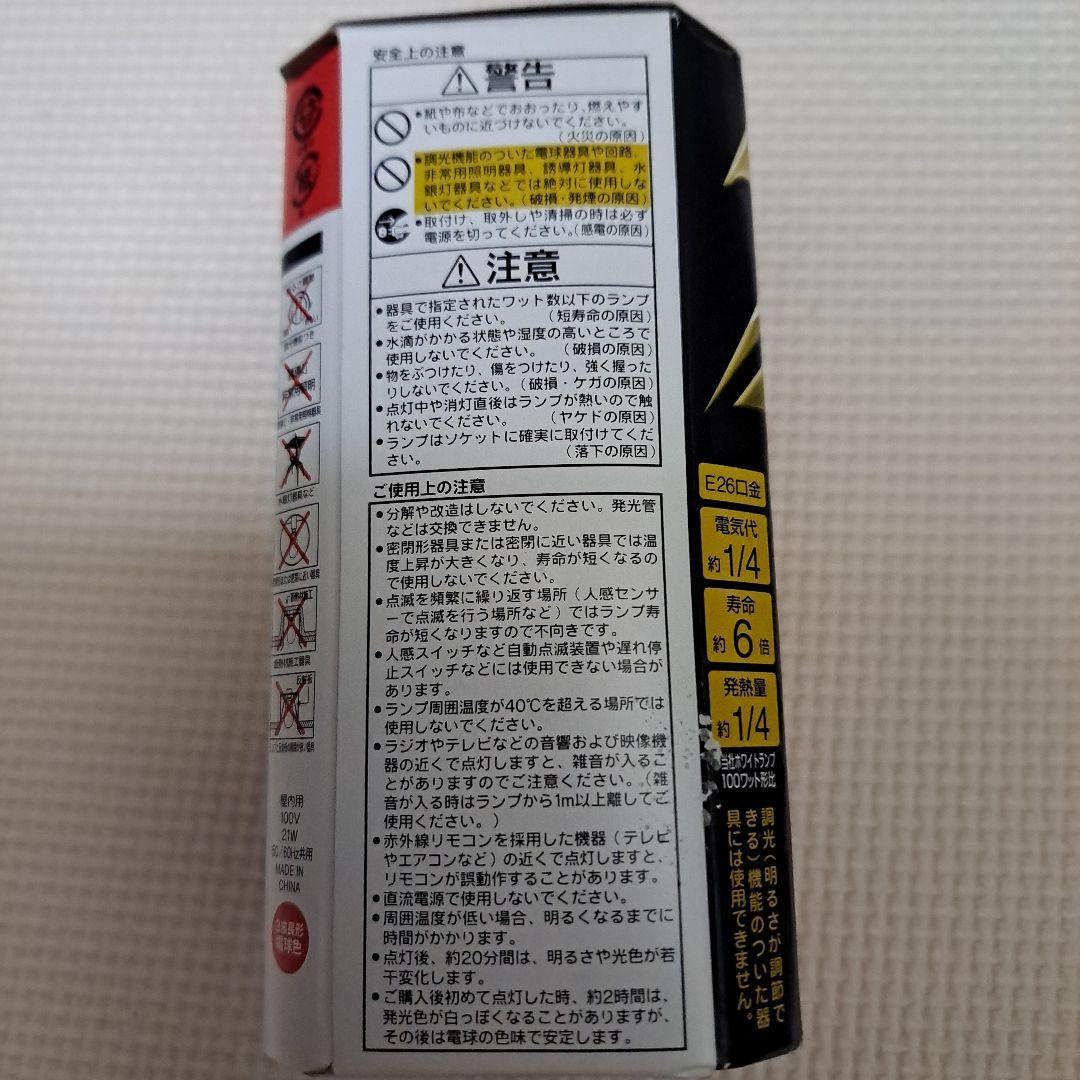 安全上の注意
警告
●紙や布などでおおったり、燃えやす
いものに近づけないでください。
(火災の原因)
●調光機能のついた電球器具や回路、
非常用照明器具、誘導灯器具、水
銀灯器具などでは絶対に使用しな
いでください。(破損・発煙の原因)
●取付け、取外しや清掃の時は必ず
電源を切ってください。(感電の原因)
注意
●器具で指定されたワット数以下のランプ
をご使用ください。(短寿命の原因)
●水滴がかかる状態や湿度の高いところで
使用しないでください。(破損の原因)
●物をぶつけたり、傷をつけたり、強く握った
りしないでください。(破損・ケガの原因)
●点灯中や消灯直後はランプが熱いので触
れないでください。(ヤケドの原因)
●ランプはソケットに確実に取付けてくだ
さい。(落下の原因)
ご使用上の注意
●分解や改造はしないでください。発光管
などは交換できません。
●密閉形器具または密閉に近い器具では温
度上昇が大きくなり、寿命が短くなるの
で使用しないでください。
●点滅を頻繁に繰り返す場所(人感センサ
ーで点滅を行う場所など)ではランプ寿
命が短くなりますので不向きです。
●人感スイッチなど自動点滅装置や遅れ停
止スイッチなどには使用できない場合が
あります。
●ランプ周囲温度が40℃を超える場所では
使用しないでください。
●ラジオやテレビなどの音響および映像機
器の近くで点灯しますと、雑音が入るこ
とがありますのでご注意ください。(雑
音が入る時はランプから1m以上離してご
使用ください。)
●赤外線リモコンを採用した機器(テレビ
やエアコンなど)の近くで点灯しますと、
リモコンが誤動作することがあります。
●直流電源で使用しないでください。
●周囲温度が低い場合、明るくなるまでに
時間がかかります。
●点灯後、約20分間は、明るさや光色が若
干変化します。
●ご購入後初めて点灯した時、約2時間は、
発光色が白っぽくなることがありますが、
その後は電球の色味で安定します。
E26口金
電気代
約1/4
寿命
約6倍
発熱量
約1/4
当社ホワイトランプ
100ワット形比
調光(明るさが調節で
きる)機能のついた器
具には使用できません。
屋内用
100V
21W
50/60Hz共用
MADE IN
CHINA
電球色